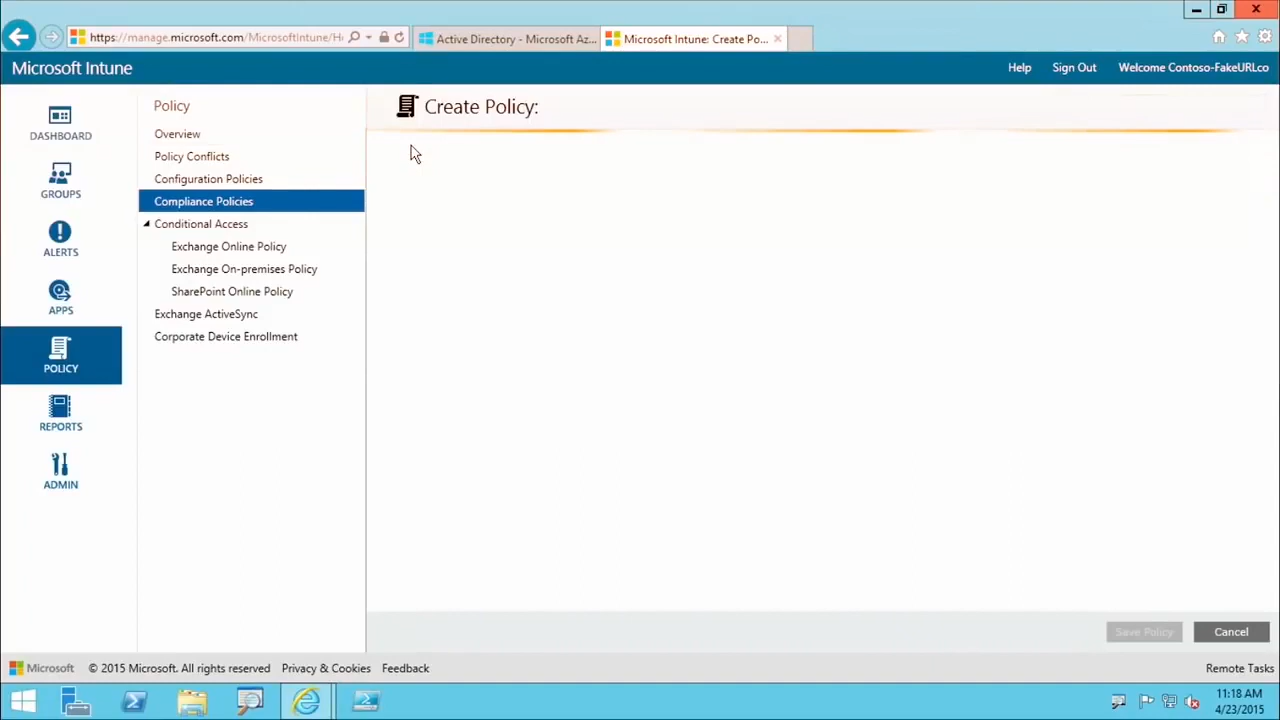 https://manage.microsoft.com/MicrosoftIntune/H
Active Directory - Microsoft Az...
Microsoft Intune: Create Po...
Microsoft Intune
Help
Sign Out
Welcome Contoso-FakeURLco
DASHBOARD
GROUPS
ALERTS
APPS
POLICY
REPORTS
ADMIN
Policy
Overview
Policy Conflicts
Configuration Policies
Compliance Policies
Conditional Access
Exchange Online Policy
Exchange On-premises Policy
SharePoint Online Policy
Exchange ActiveSync
Corporate Device Enrollment
Create Policy:
Save Policy
Cancel
Microsoft
© 2015 Microsoft. All rights reserved
Privacy & Cookies
Feedback
Remote Tasks
11:18 AM
4/23/2015